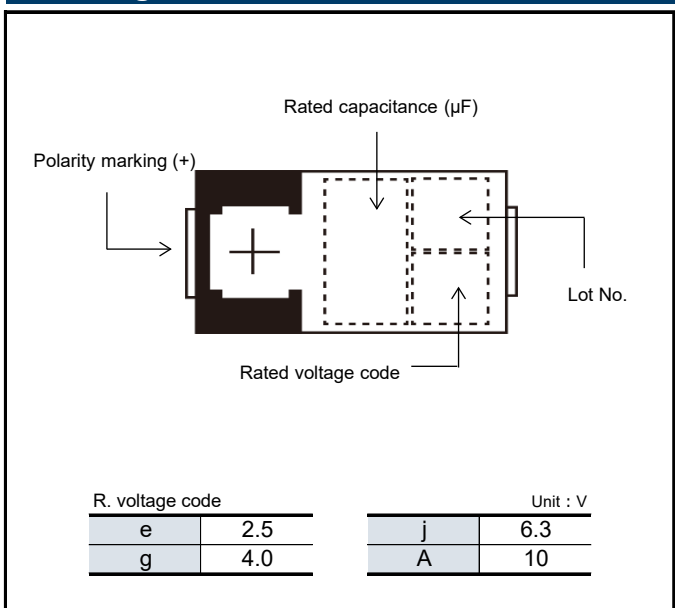 Rated capacitance (µF)
Polarity marking (+)
Lot No.
Rated voltage code
R. voltage code Unit : V
e 2.5 j 6.3
g 4.0 A 10